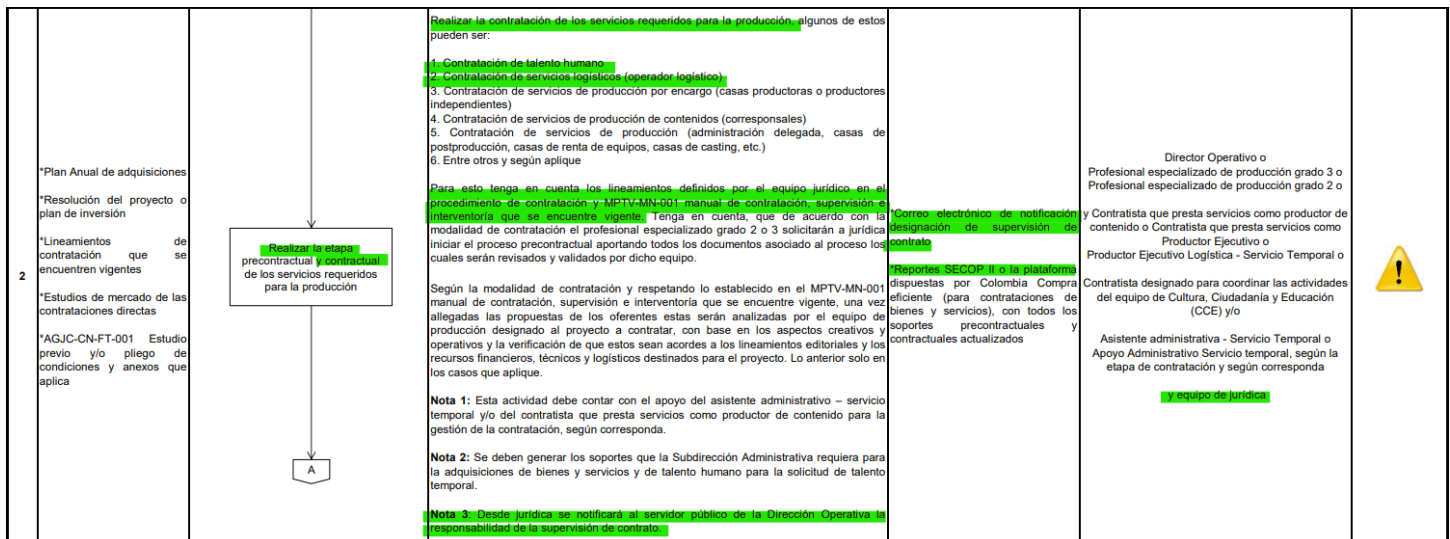 2
*Plan Anual de adquisiciones
*Resolución del proyecto o
plan de inversión
*Lineamientos de
contratación que se
encuentren vigentes
*Estudios de mercado de las
contrataciones directas
*AGJC-CN-FT-001 Estudio
previo y/o pliego de
condiciones y anexos que
aplica
Realizar la etapa
precontractual y contractual
de los servicios requeridos
para la producción
A
Realizar la contratación de los servicios requeridos para la producción, algunos de estos
pueden ser:
1. Contratación de talento humano
2. Contratación de servicios logísticos (operador logístico)
3. Contratación de servicios de producción por encargo (casas productoras o productores
independientes)
4. Contratación de servicios de producción de contenidos (corresponsales)
5. Contratación de servicios de producción (administración delegada, casas de
postproducción, casas de renta de equipos, casas de casting, etc.)
6. Entre otros y según aplique
Para esto tenga en cuenta los lineamientos definidos por el equipo jurídico en el
procedimiento de contratación y MPTV-MN-001 manual de contratación, supervisión e
interventoría que se encuentre vigente. Tenga en cuenta, que de acuerdo con la
modalidad de contratación el profesional especializado grado 2 o 3 solicitarán a jurídica
iniciar el proceso precontractual aportando todos los documentos asociado al proceso los
cuales serán revisados y validados por dicho equipo.
Según la modalidad de contratación y respetando lo establecido en el MPTV-MN-001
manual de contratación, supervisión e interventoría que se encuentre vigente, una vez
allegadas las propuestas de los oferentes estas serán analizadas por el equipo de
producción designado al proyecto a contratar, con base en los aspectos creativos y
operativos y la verificación de que estos sean acordes a los lineamientos editoriales y los
recursos financieros, técnicos y logísticos destinados para el proyecto. Lo anterior solo en
los casos que aplique.
Nota 1: Esta actividad debe contar con el apoyo del asistente administrativo – servicio
temporal y/o del contratista que presta servicios como productor de contenido para la
gestión de la contratación, según corresponda.
Nota 2: Se deben generar los soportes que la Subdirección Administrativa requiera para
la adquisiciones de bienes y servicios y de talento humano para la solicitud de talento
temporal.
Nota 3: Desde jurídica se notificará al servidor público de la Dirección Operativa la
responsabilidad de la supervisión de contrato.
*Correo electrónico de notificación
designación de supervisión de
contrato
*Reportes SECOP II o la plataforma
dispuestas por Colombia Compra
eficiente (para contrataciones de
bienes y servicios), con todos los
soportes precontractuales y
contractuales actualizados
Director Operativo o
Profesional especializado de producción grado 3 o
Profesional especializado de producción grado 2 o
y Contratista que presta servicios como productor de
contenido o Contratista que presta servicios como
Productor Ejecutivo o
Productor Ejecutivo Logística - Servicio Temporal o
Contratista designado para coordinar las actividades
del equipo de Cultura, Ciudadanía y Educación
(CCE) y/o
Asistente administrativa - Servicio Temporal o
Apoyo Administrativo Servicio temporal, según la
etapa de contratación y según corresponda
y equipo de jurídica
!